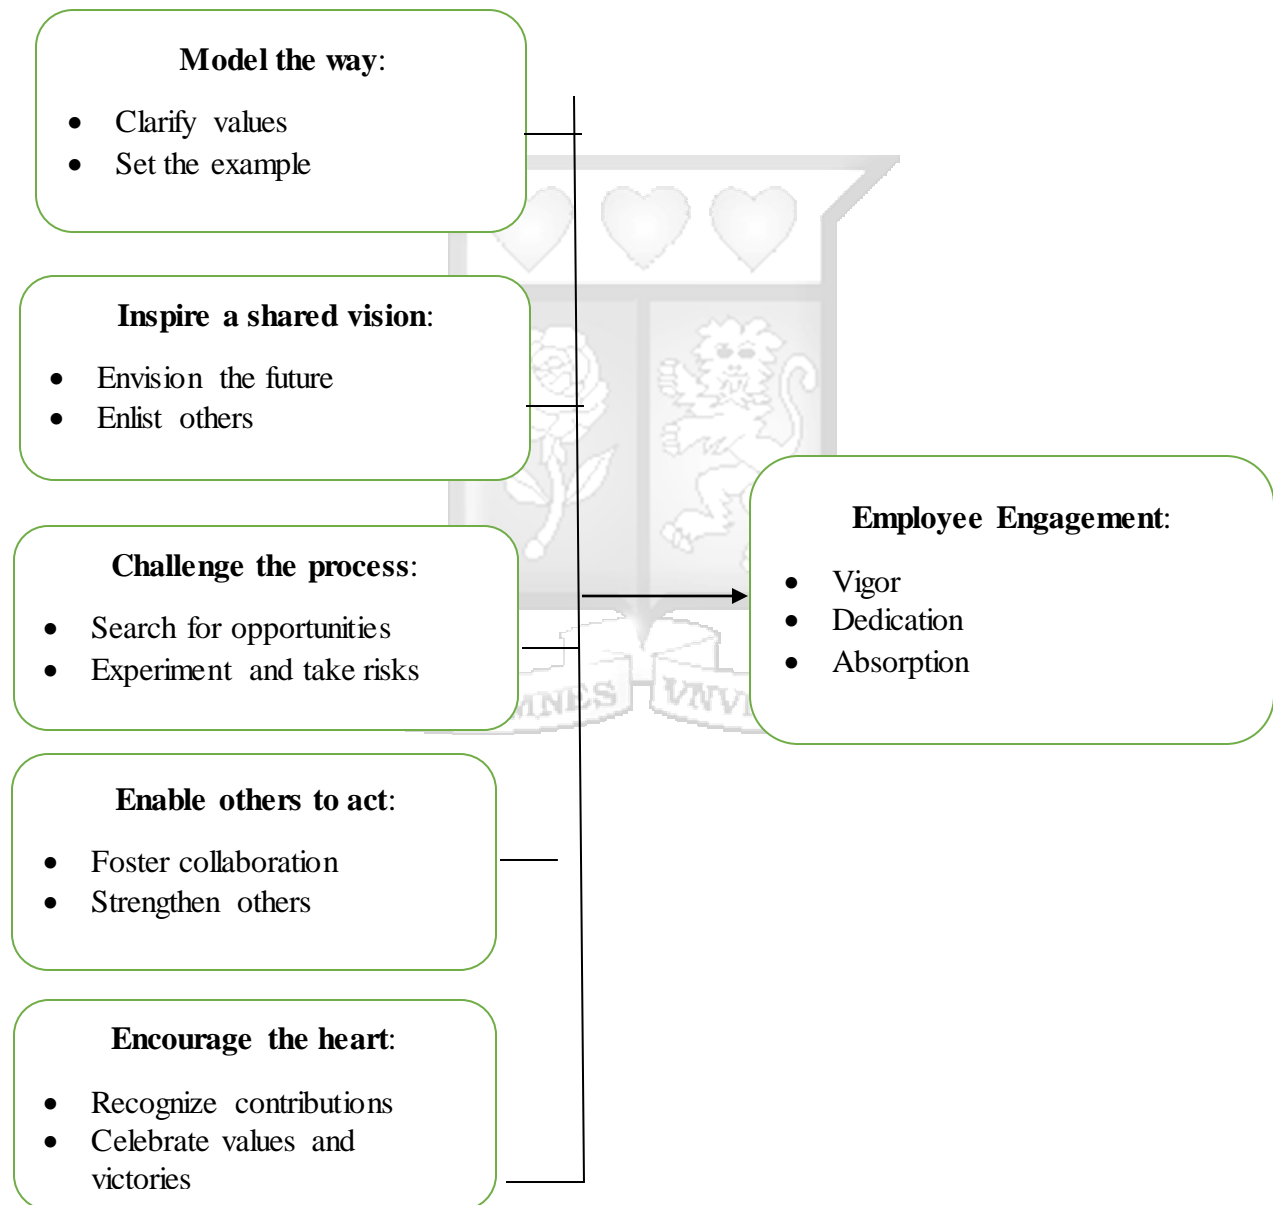 Model the way:
• Clarify values
• Set the example
Inspire a shared vision:
• Envision the future
• Enlist others
Challenge the process:
• Search for opportunities
• Experiment and take risks
Enable others to act:
• Foster collaboration
• Strengthen others
Encourage the heart:
• Recognize contributions
• Celebrate values and
victories
Employee Engagement:
• Vigor
• Dedication
• Absorption